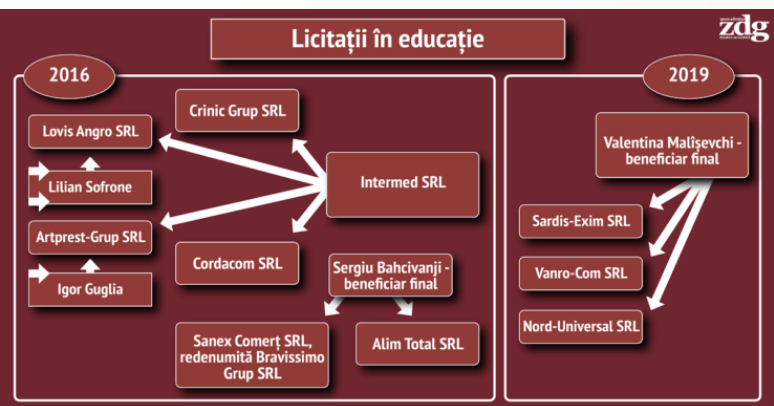 Licitații în educație
zdg
2016
Crinic Grup SRL
Lovis Angro SRL
Lilian Sofrone
Intermed SRL
Artprest-Grup SRL
Igor Guglia
Cordacom SRL
Sergiu Bahcivanji -
beneficiar final
Sanex Comerț SRL,
redenumită Bravissimo
Grup SRL
Alim Total SRL
2019
Valentina Malîșevchi -
beneficiar final
Sardis-Exim SRL
Vanro-Com SRL
Nord-Universal SRL